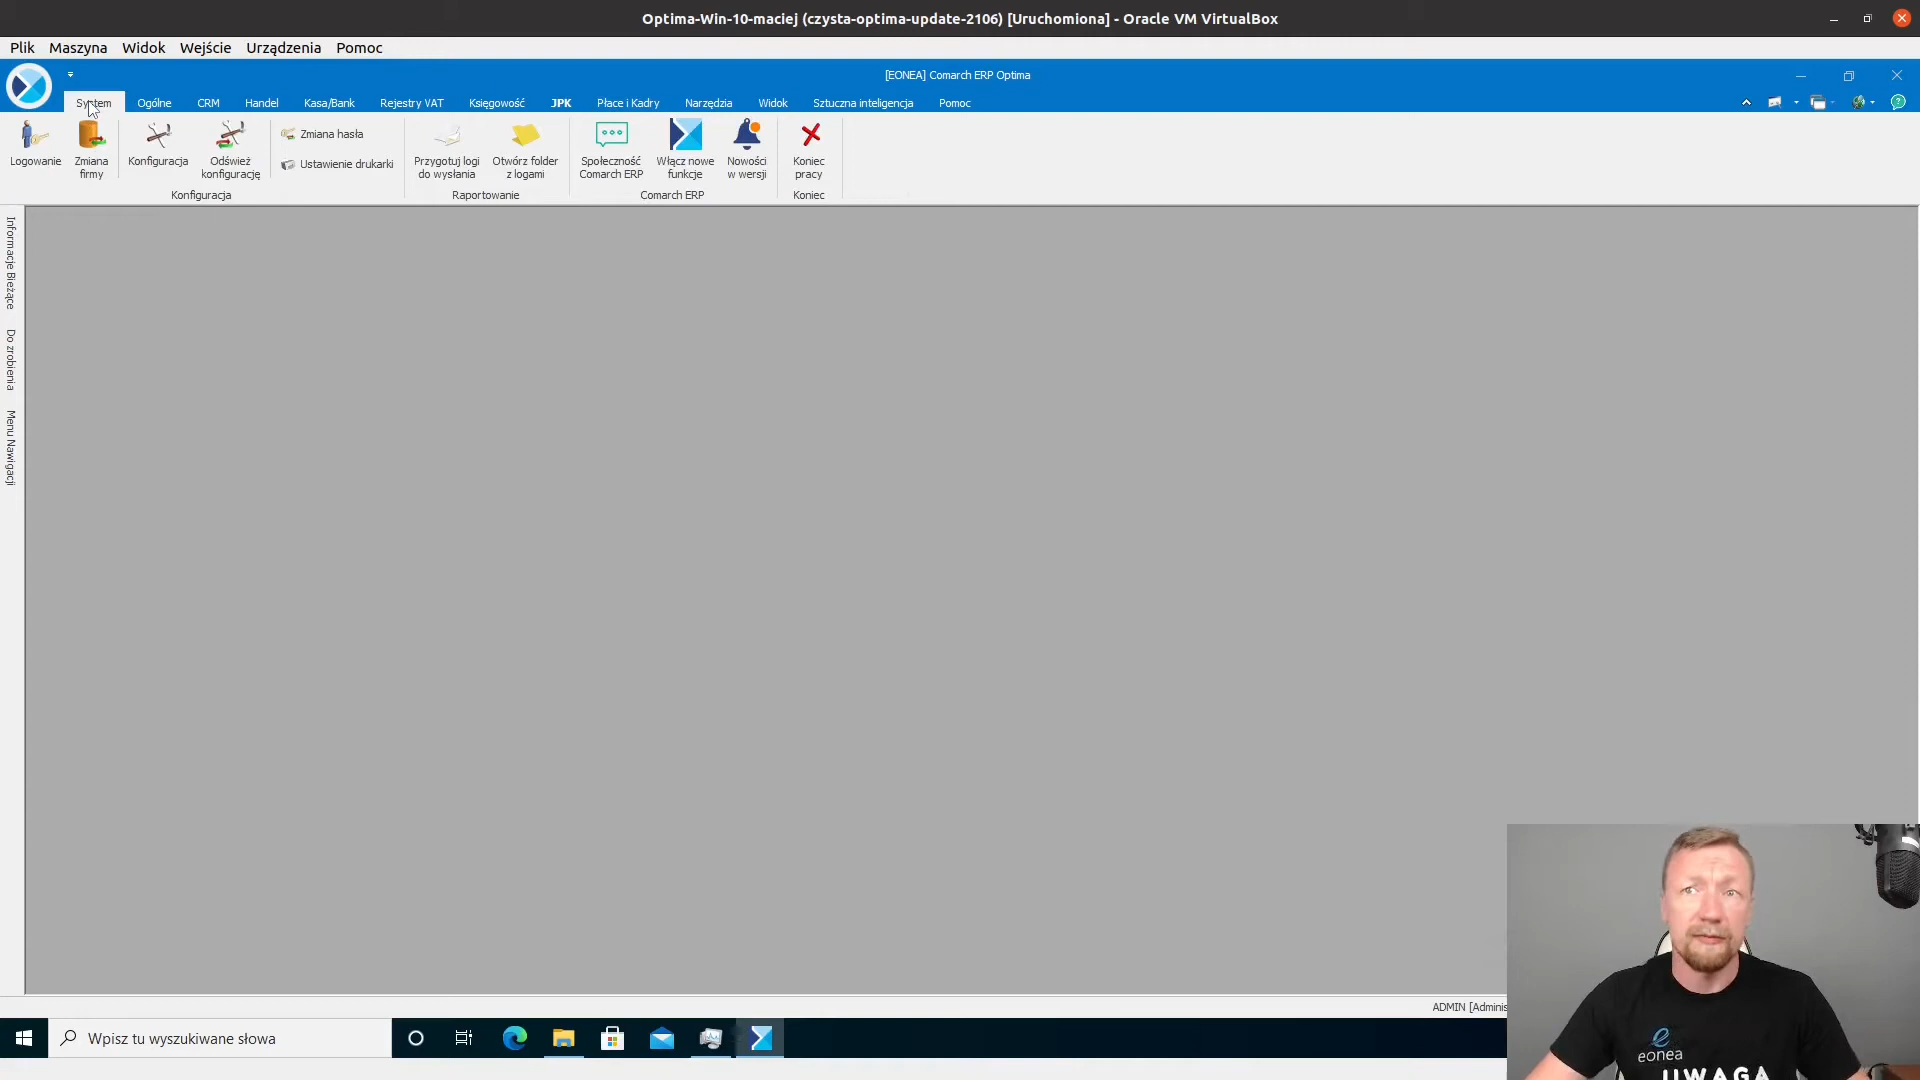 Optima-Win-10-maciej (czysta-optima-update-2106) [Uruchomiona] - Oracle VM VirtualBox
Plik Maszyna Widok Wejście Urządzenia Pomoc
[EONEA] Comarch ERP Optima
System Ogólne CRM Handel Kasa/Bank Rejestry VAT Księgowość JPK Płace i Kadry Narzędzia Widok Sztuczna inteligencja Pomoc
Logowanie
Zmiana
firmy
Konfiguracja
Odśwież
konfigurację
Zmiana hasła
Ustawienie drukarki
Konfiguracja
Przygotuj logi
do wysłania
Otwórz folder
z logami
Raportowanie
Społeczność
Comarch ERP
Włącz nowe
funkcje
Nowości
w wersji
Comarch ERP
Koniec
pracy
Koniec
Informacje Bieżące
Do zrobienia
Menu Nawigacji
ADMIN [Adminis
Wpisz tu wyszukiwane słowa
eonea
UWAGA